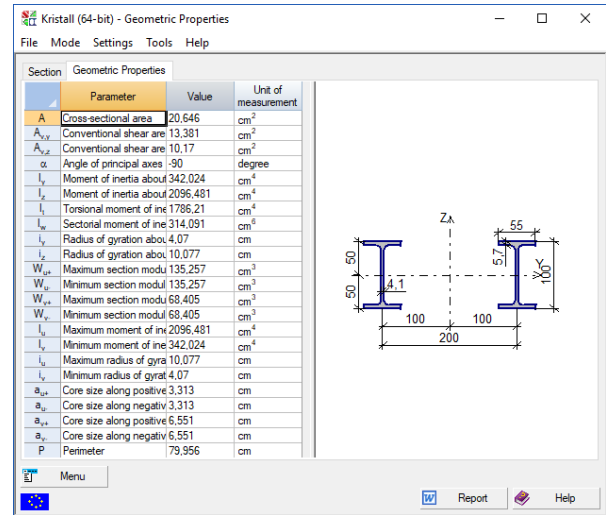 Kristall (64-bit) - Geometric Properties
File Mode Settings Tools Help
Section Geometric Properties
Parameter Value Unit of measurement
A Cross-sectional area 20,646 cm2
Av,y Conventional shear are 13,381 cm2
Av,z Conventional shear are 10,17 cm2
α Angle of principal axes -90 degree
Iy Moment of inertia about 342,024 cm4
Iz Moment of inertia about 2096,481 cm4
It Torsional moment of ine 1786,21 cm4
Iw Sectorial moment of ine 314,091 cm6
iy Radius of gyration abou 4,07 cm
iz Radius of gyration abou 10,077 cm
Wu+ Maximum section modu 135,257 cm3
Wu- Minimum section modul 135,257 cm3
Wv+ Maximum section modu 68,405 cm3
Wv- Minimum section modul 68,405 cm3
Iu Maximum moment of ine 2096,481 cm4
Iv Minimum moment of ine 342,024 cm4
iu Maximum radius of gyra 10,077 cm
iv Minimum radius of gyrat 4,07 cm
au+ Core size along positive 3,313 cm
au- Core size along negativ 3,313 cm
av+ Core size along positive 6,551 cm
av- Core size along negativ 6,551 cm
P Perimeter 79,956 cm
Z
55
50
5,7
Y
100
50
4,1
100 100
200
Menu
Report Help